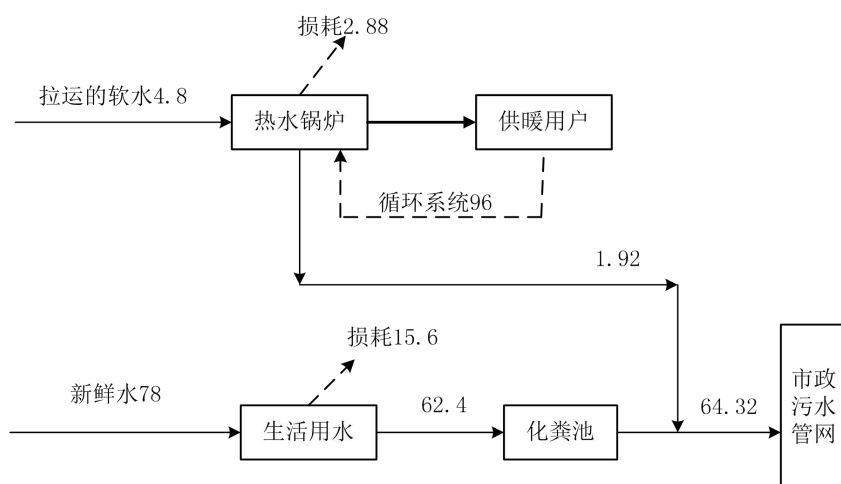 损耗2.88
拉运的软水4.8
热水锅炉
供暖用户
循环系统96
1.92
损耗15.6
新鲜水78
生活用水
62.4
化粪池
64.32
市政
污水
管网